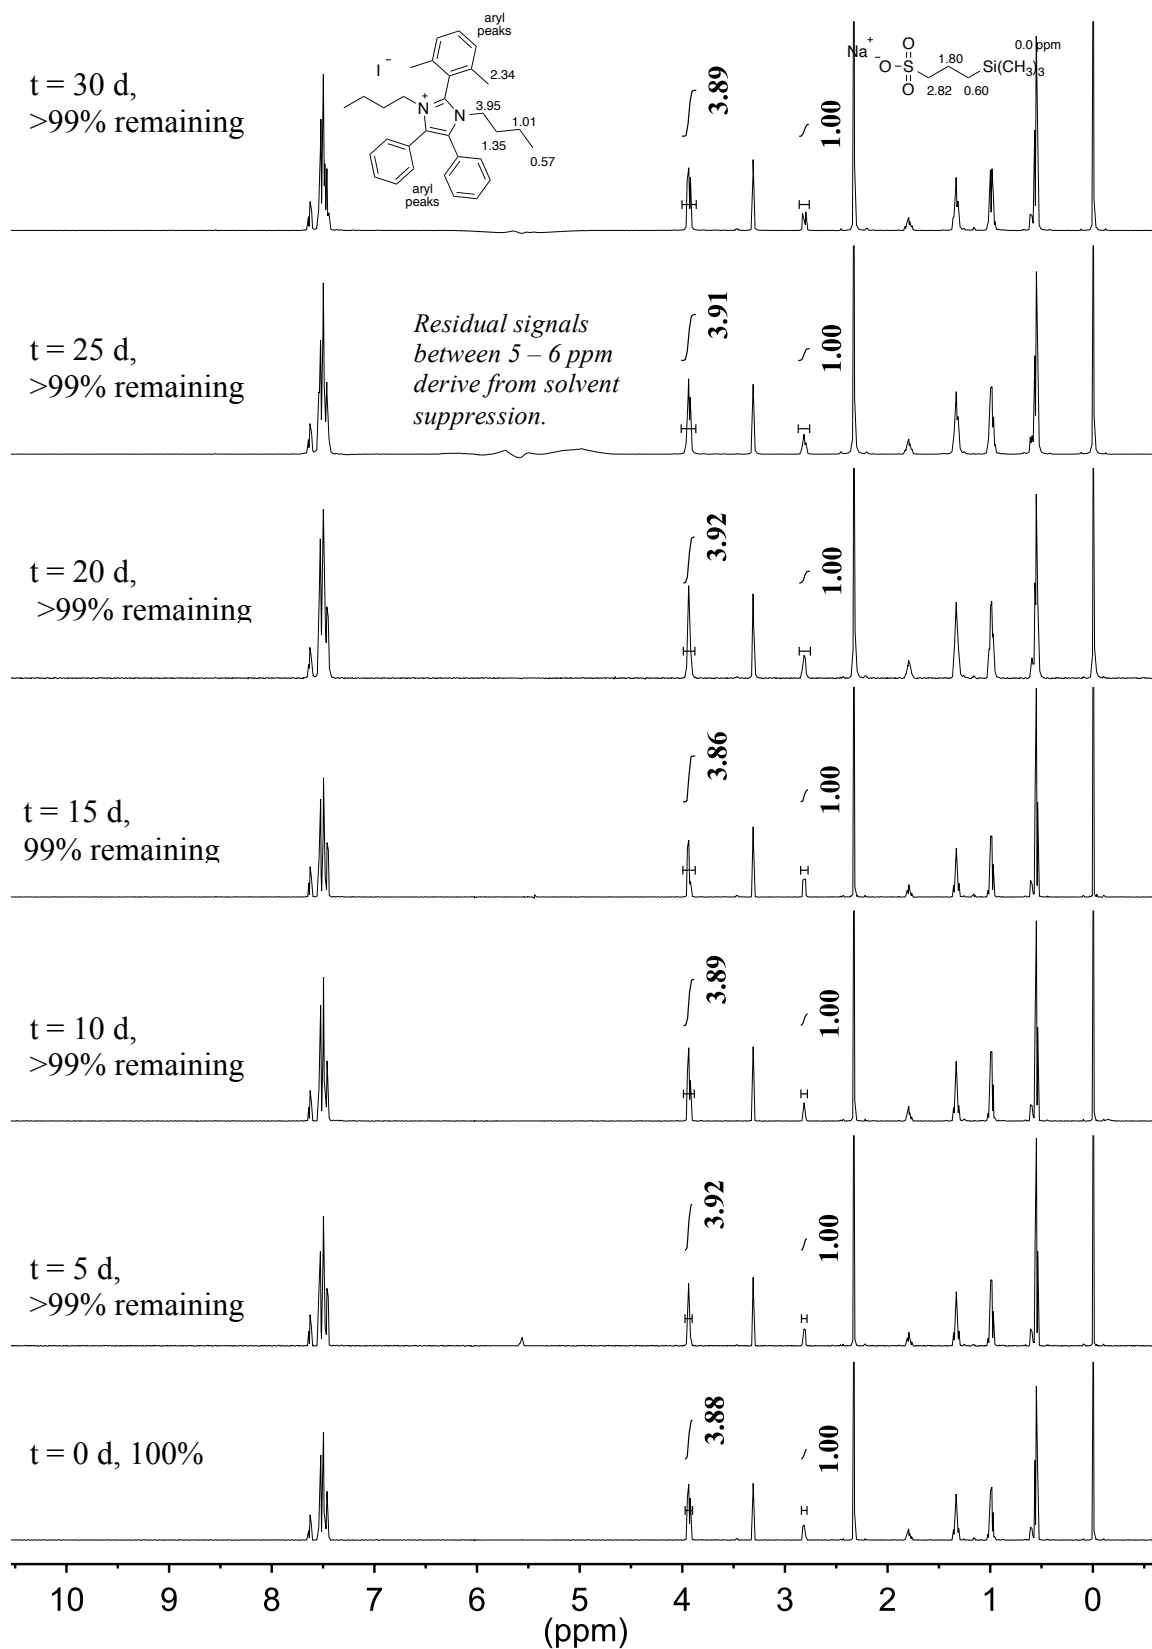 aryl
peaks
I⁻
2.34
N⁺
N
3.95
1.01
1.35
0.57
aryl
peaks
Na⁺
⁻O
S
O
O
1.80
2.82
0.60
0.0 ppm
Si(CH₃)₃
t = 30 d,
>99% remaining
3.89
1.00
t = 25 d,
>99% remaining
Residual signals
between 5 – 6 ppm
derive from solvent
suppression.
3.91
1.00
t = 20 d,
>99% remaining
3.92
1.00
t = 15 d,
99% remaining
3.86
1.00
t = 10 d,
>99% remaining
3.89
1.00
t = 5 d,
>99% remaining
3.92
1.00
t = 0 d, 100%
3.88
1.00
10 9 8 7 6 5 4 3 2 1 0
(ppm)